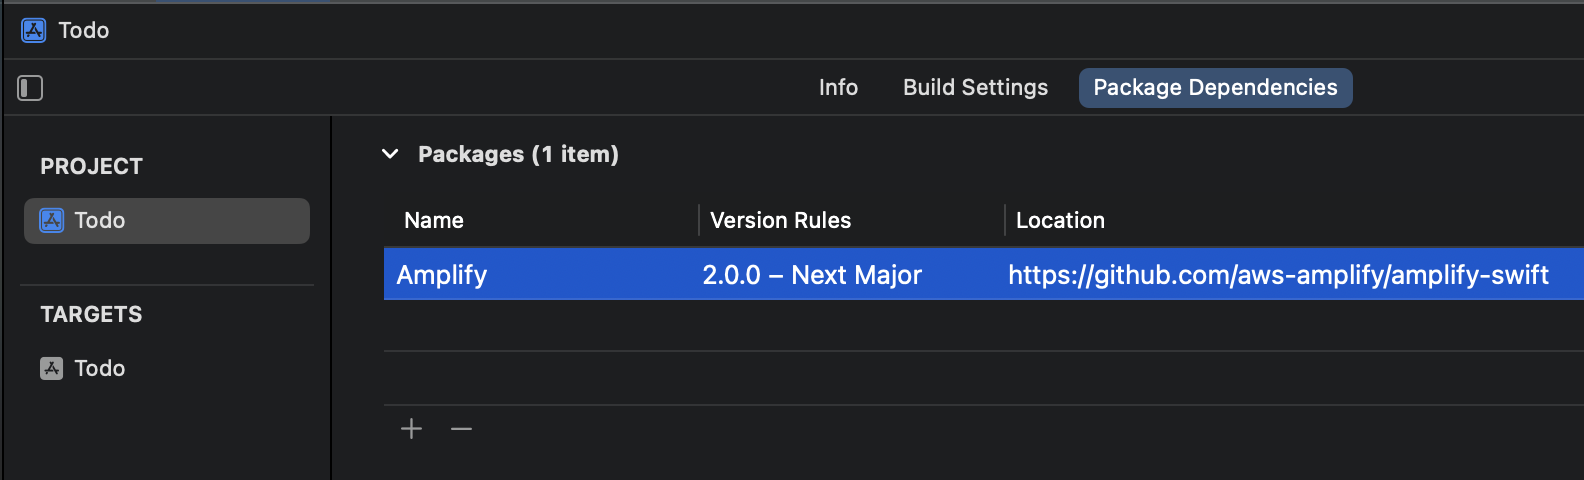 Todo
Info Build Settings Package Dependencies
PROJECT
Todo
TARGETS
Todo
Packages (1 item)
Name Version Rules Location
Amplify 2.0.0 – Next Major https://github.com/aws-amplify/amplify-swift